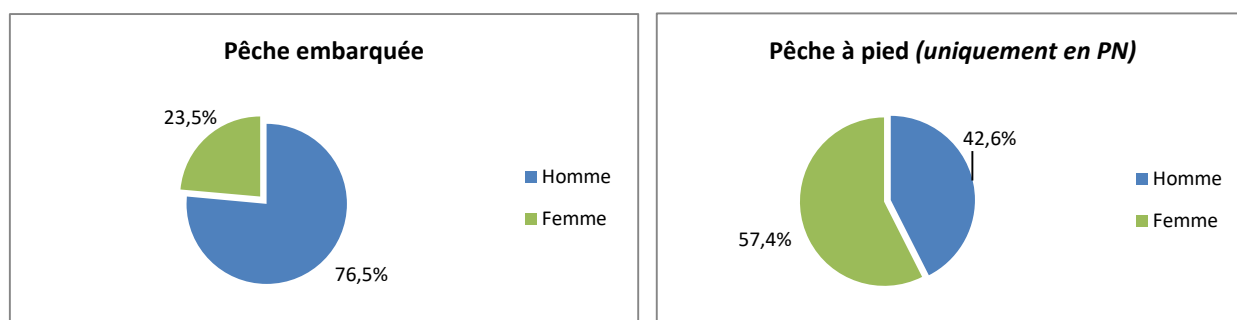 Pêche embarquée
23,5%
76,5%
Homme
Femme
Pêche à pied (uniquement en PN)
42,6%
57,4%
Homme
Femme